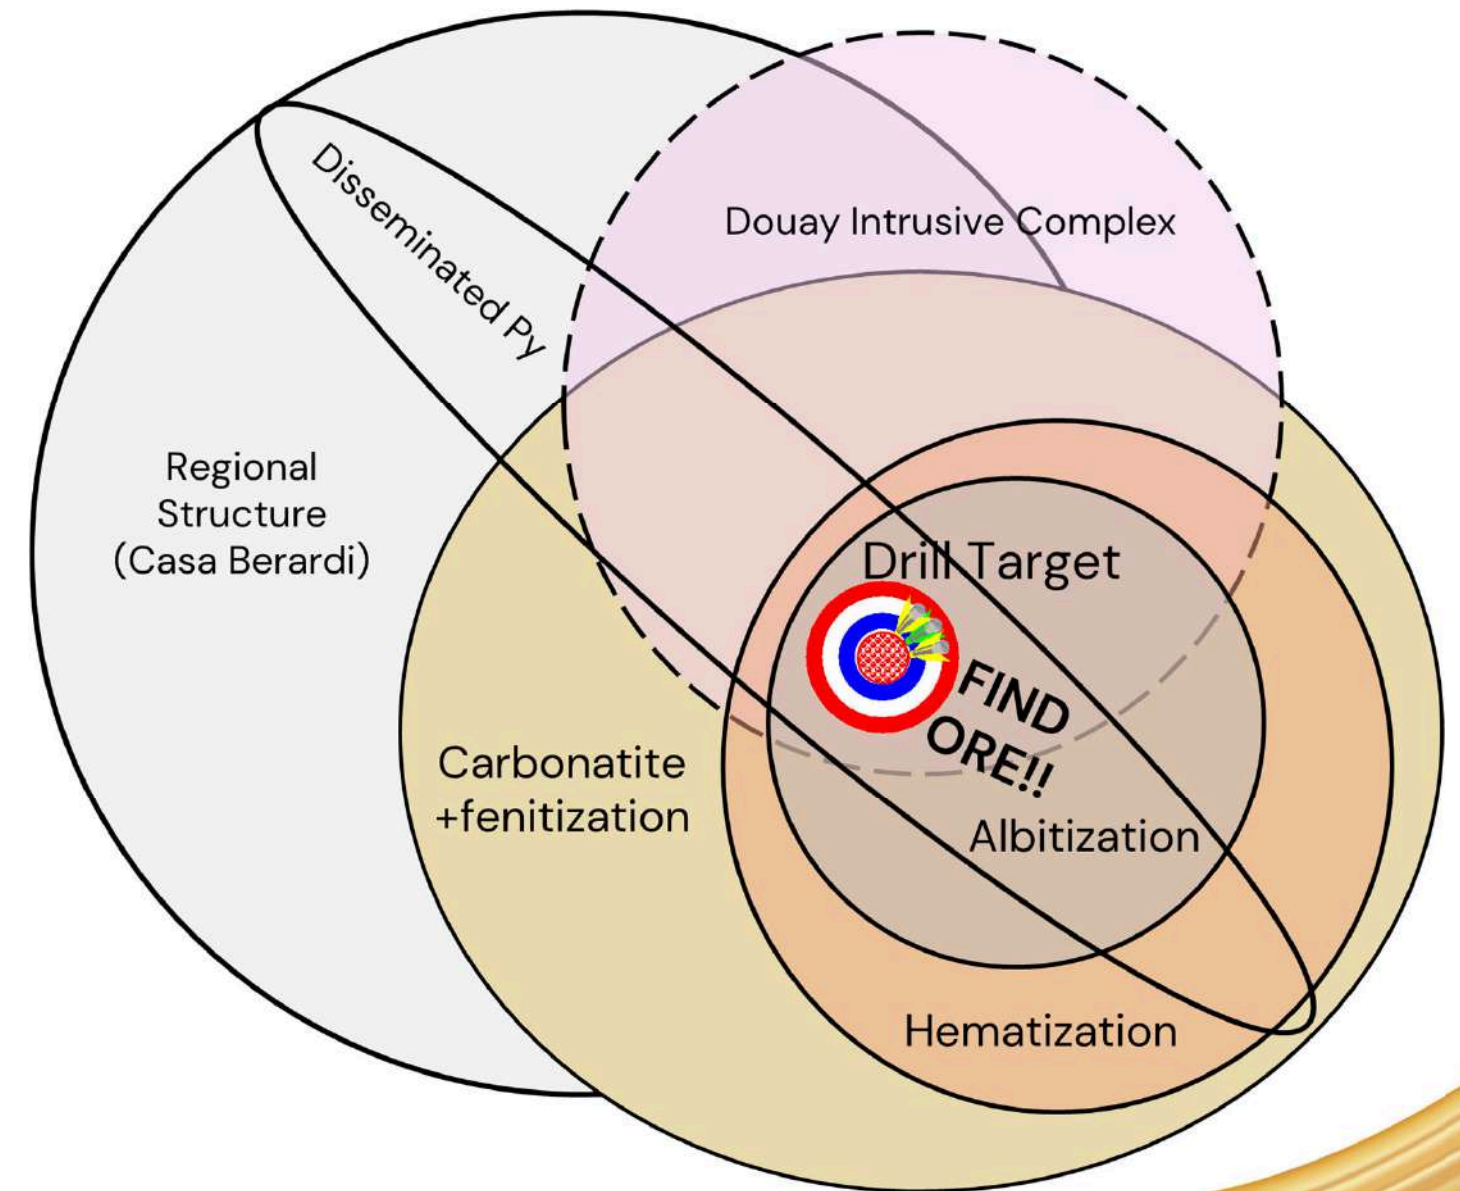 Disseminated Py
Douay Intrusive Complex
Regional
Structure
(Casa Berardi)
Drill Target
FIND
ORE!!
Carbonatite
+fenitization
Albitization
Hematization